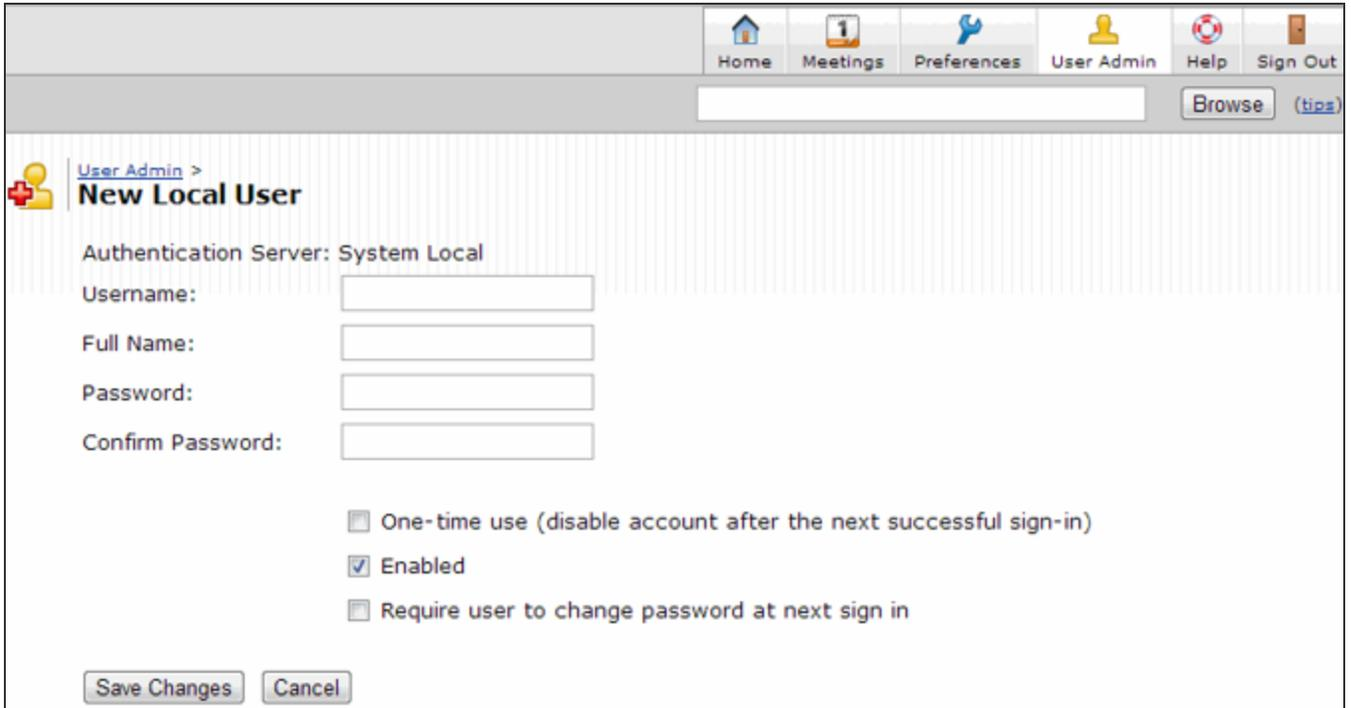 1
Home Meetings Preferences User Admin Help Sign Out
Browse (tips)
User Admin >
New Local User
Authentication Server: System Local
Username:
Full Name:
Password:
Confirm Password:
One-time use (disable account after the next successful sign-in)
Enabled
Require user to change password at next sign in
Save Changes Cancel